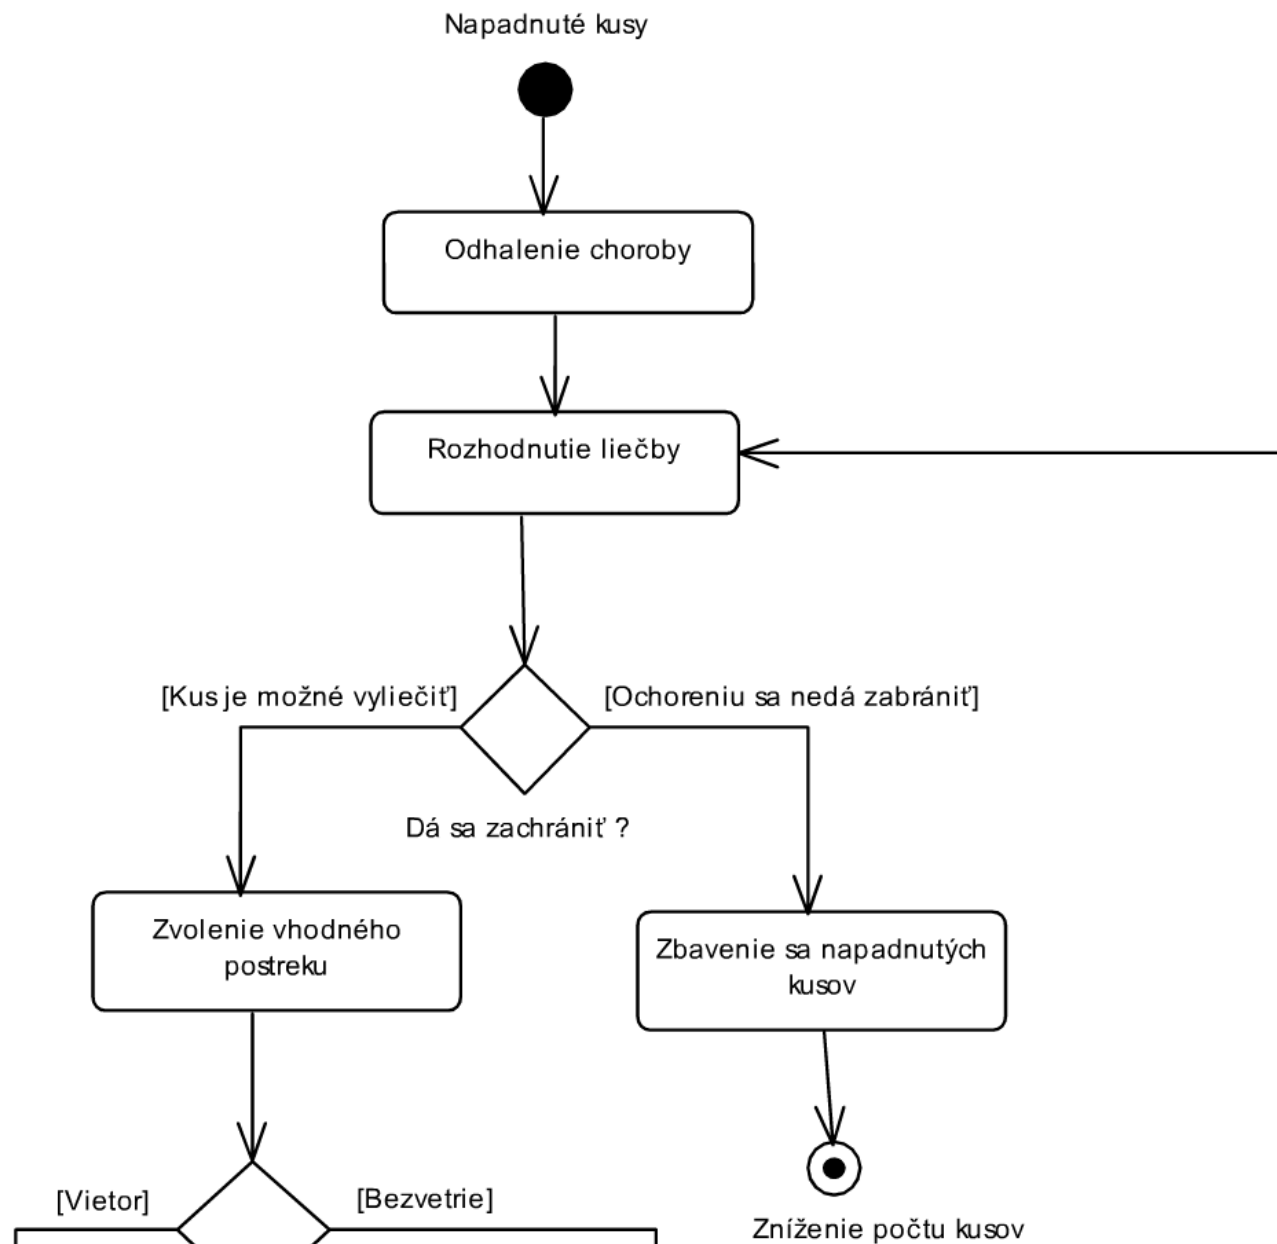 Napadnuté kusy
Odhalenie choroby
Rozhodnutie liečby
[Kus je možné vyliečiť]
[Ochoreniu sa nedá zabrániť]
Dá sa zachrániť ?
Zvolenie vhodného
postreku
Zbavenie sa napadnutých
kusov
[Vietor]
[Bezvetrie]
Zníženie počtu kusov